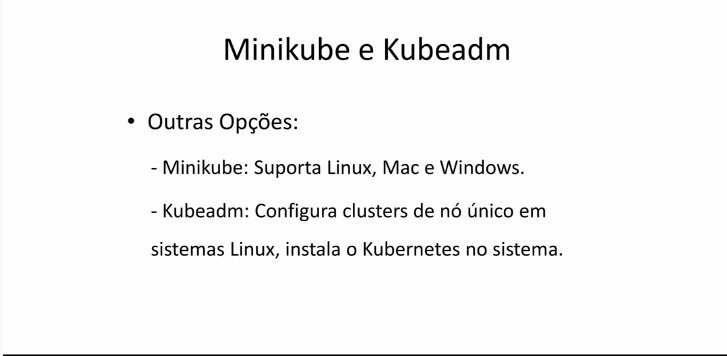 Minikube e Kubeadm
• Outras Opções:
- Minikube: Suporta Linux, Mac e Windows.
- Kubeadm: Configura clusters de nó único em
sistemas Linux, instala o Kubernetes no sistema.